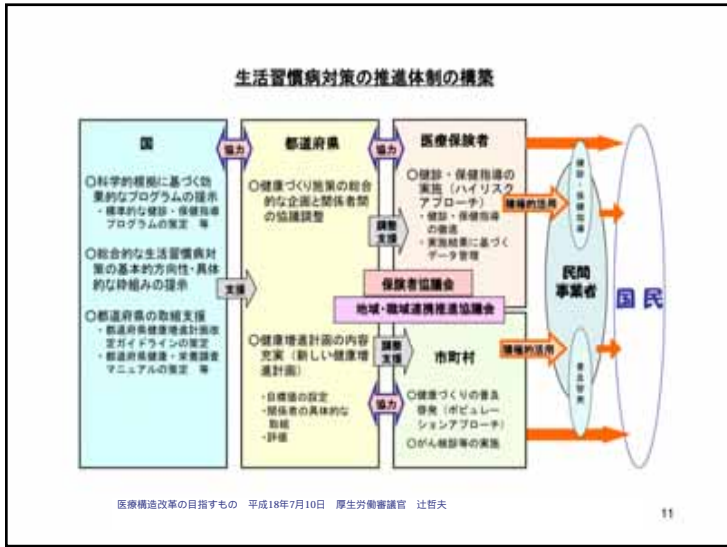 生活習慣病対策の推進体制の構築
国
○科学的根拠に基づく効
果的なプログラムの提示
・標準的な健診・保健指導
プログラムの策定 等
○総合的な生活習慣病対
策の基本的方向性・具体
的な枠組みの提示
○都道府県の取組支援
・都道府県健康増進計画改
定ガイドラインの策定
・都道府県健康・栄養調査
マニュアルの策定 等
協力
支援
都道府県
○健康づくり施策の総合
的な企画と関係者間
の協議調整
○健康増進計画の内容
充実（新しい健康増
進計画）
・目標値の設定
・関係者の具体的な
取組
・評価
協力
調整
支援
保険者協議会
地域・職域連携推進協議会
調整
支援
協力
医療保険者
○健診・保健指導の
実施（ハイリスク
アプローチ）
・健診・保健指導
の徹底
・実施結果に基づく
データ管理
市町村
○健康づくりの普及
啓発（ポピュレー
ションアプローチ）
○がん検診等の実施
積極的活用
積極的活用
健診・保健指導
民間
事業者
普及啓発
国民
医療構造改革の目指すもの 平成18年7月10日 厚生労働審議官 辻哲夫
11